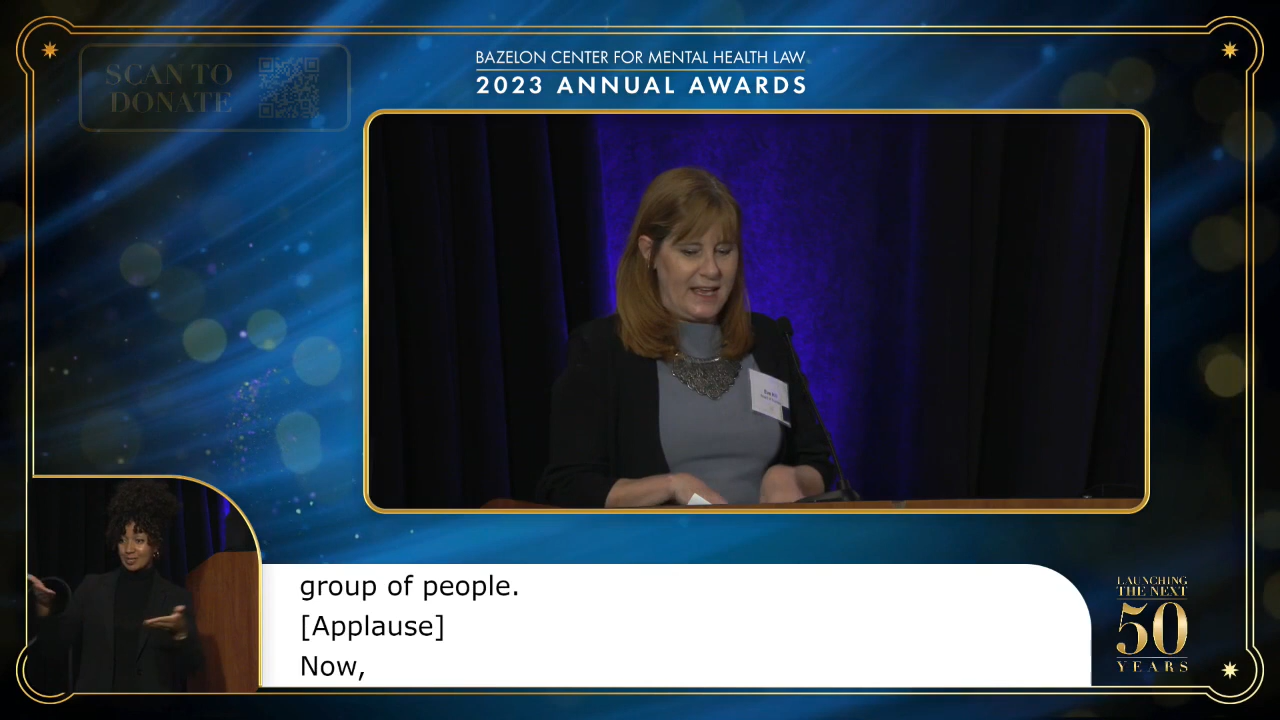 SCAN TO
DONATE
BAZELON CENTER FOR MENTAL HEALTH LAW
2023 ANNUAL AWARDS
group of people.
[Applause]
Now,
LAUNCHING
THE NEXT
50
YEARS